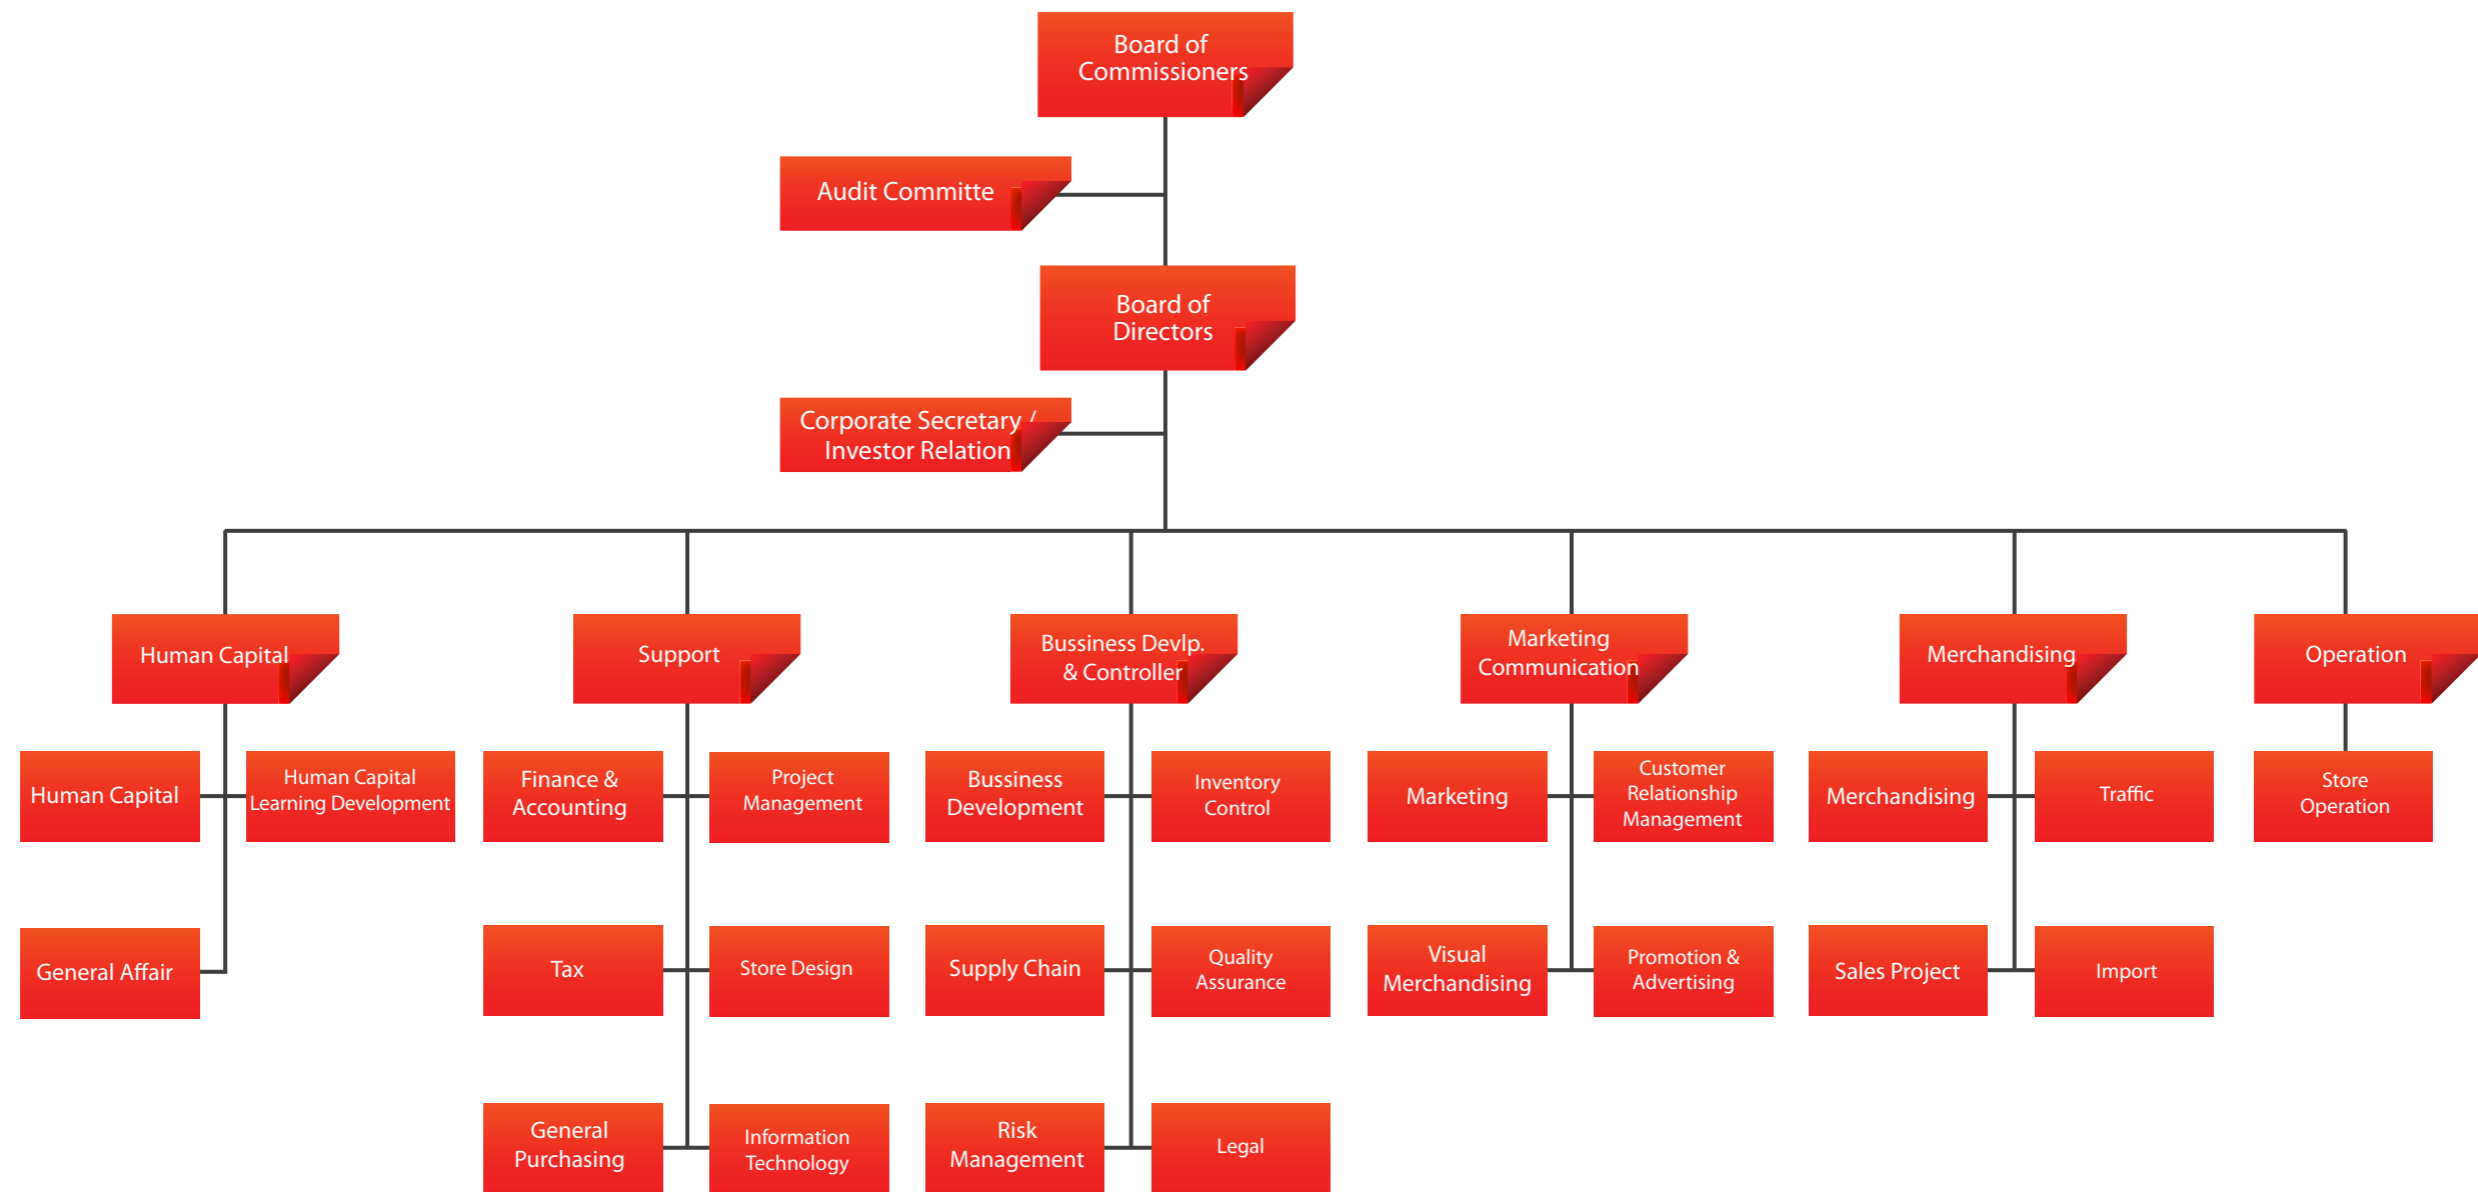 Board of
Commissioners
Audit Committe
Board of
Directors
Corporate Secretary /
Investor Relation
Human Capital
Support
Bussiness Devlp.
& Controller
Marketing
Communication
Merchandising
Operation
Human Capital
Human Capital
Learning Development
Finance &
Accounting
Project
Management
Bussiness
Development
Inventory
Control
Marketing
Customer
Relationship
Management
Merchandising
Traffic
Store
Operation
General Affair
Tax
Store Design
Supply Chain
Quality
Assurance
Visual
Merchandising
Promotion &
Advertising
Sales Project
Import
General
Purchasing
Information
Technology
Risk
Management
Legal